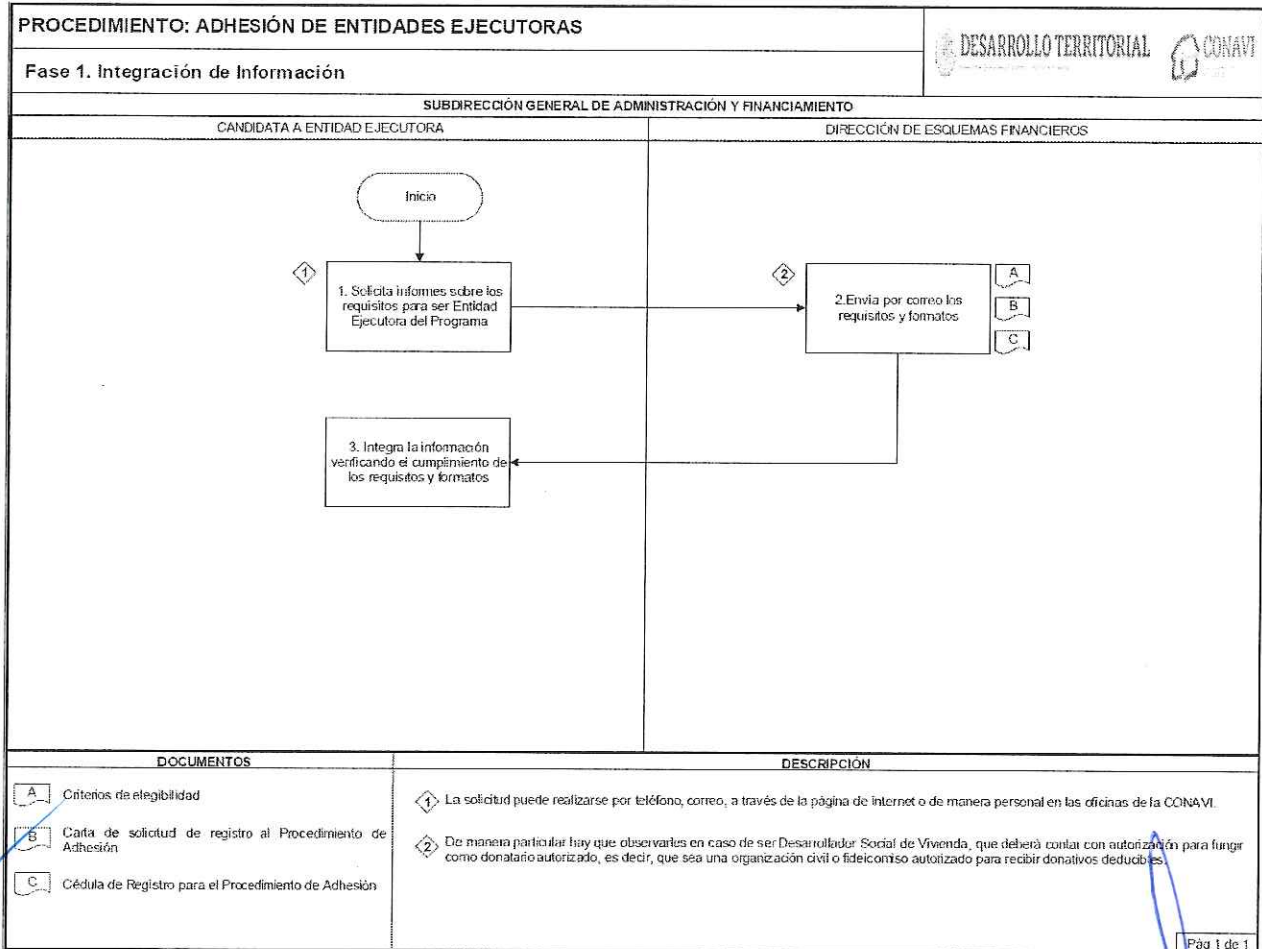 PROCEDIMIENTO: ADHESIÓN DE ENTIDADES EJECUTORAS
Fase 1. Integración de Información
DESARROLLO TERRITORIAL
CONAVI
SUBDIRECCIÓN GENERAL DE ADMINISTRACIÓN Y FINANCIAMIENTO
CANDIDATA A ENTIDAD EJECUTORA
DIRECCIÓN DE ESQUEMAS FINANCIEROS
Inicio
1
1. Solicita informes sobre los
requisitos para ser Entidad
Ejecutora del Programa
2
2.Envía por correo los
requisitos y formatos
A
B
C
3. Integra la información
verificando el cumplimiento de
los requisitos y formatos
DOCUMENTOS
A Criterios de elegibilidad
B Carta de solicitud de registro al Procedimiento de
Adhesión
C Cédula de Registro para el Procedimiento de Adhesión
DESCRIPCIÓN
1 La solicitud puede realizarse por teléfono, correo, a través de la página de internet o de manera personal en las oficinas de la CONAVI.
2 De manera particular hay que observarles en caso de ser Desarrollador Social de Vivienda, que deberá contar con autorización para fungir
como donatario autorizado, es decir, que sea una organización civil o fideicomiso autorizado para recibir donativos deducibles.
Pág 1 de 1